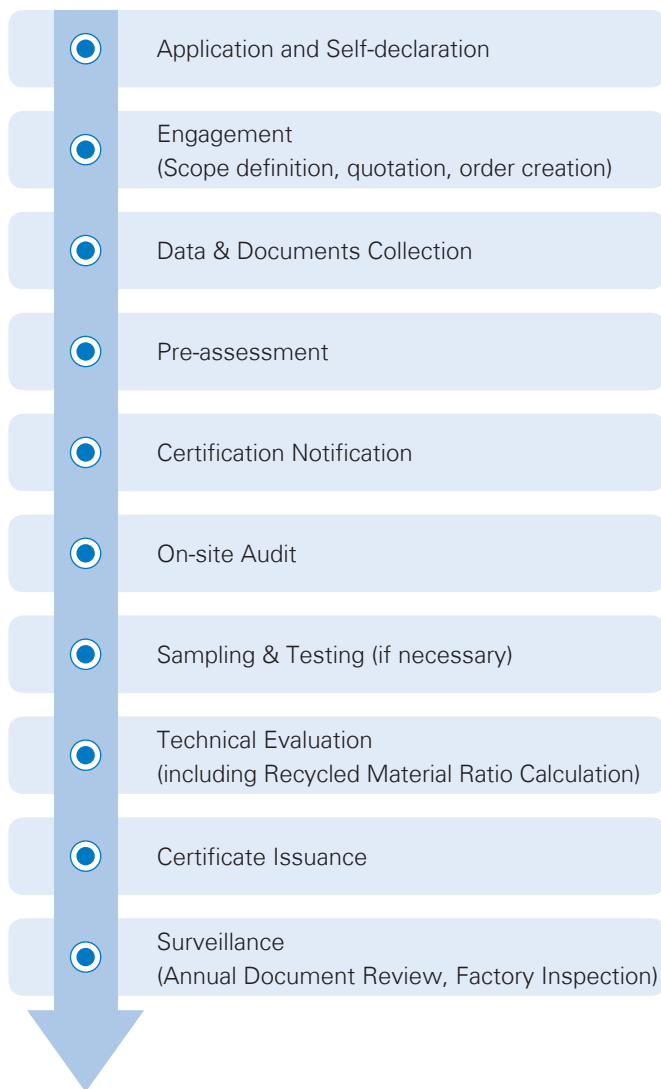 Application and Self-declaration
Engagement
(Scope definition, quotation, order creation)
Data & Documents Collection
Pre-assessment
Certification Notification
On-site Audit
Sampling & Testing (if necessary)
Technical Evaluation
(including Recycled Material Ratio Calculation)
Certificate Issuance
Surveillance
(Annual Document Review, Factory Inspection)